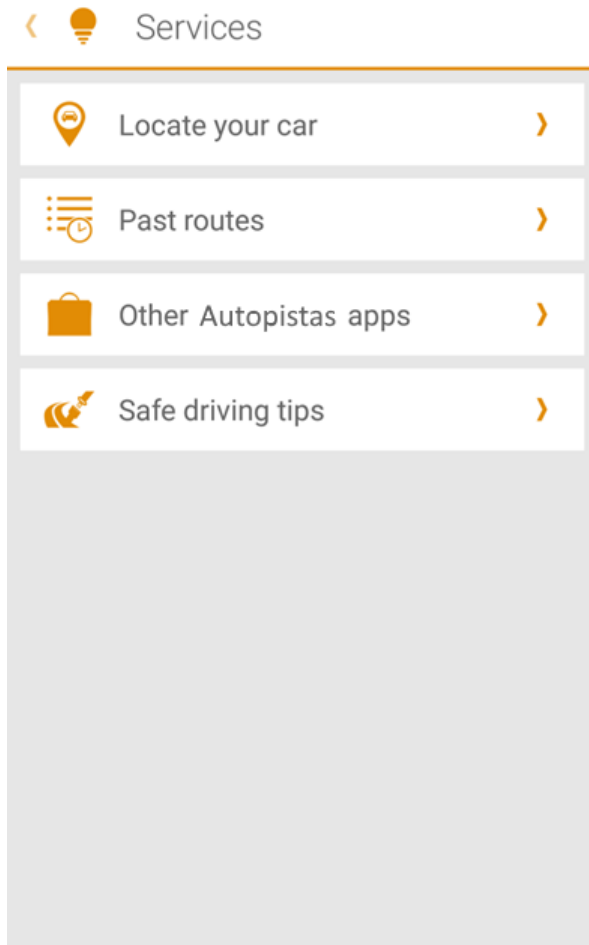 Services
Locate your car
Past routes
Other Autopistas apps
Safe driving tips